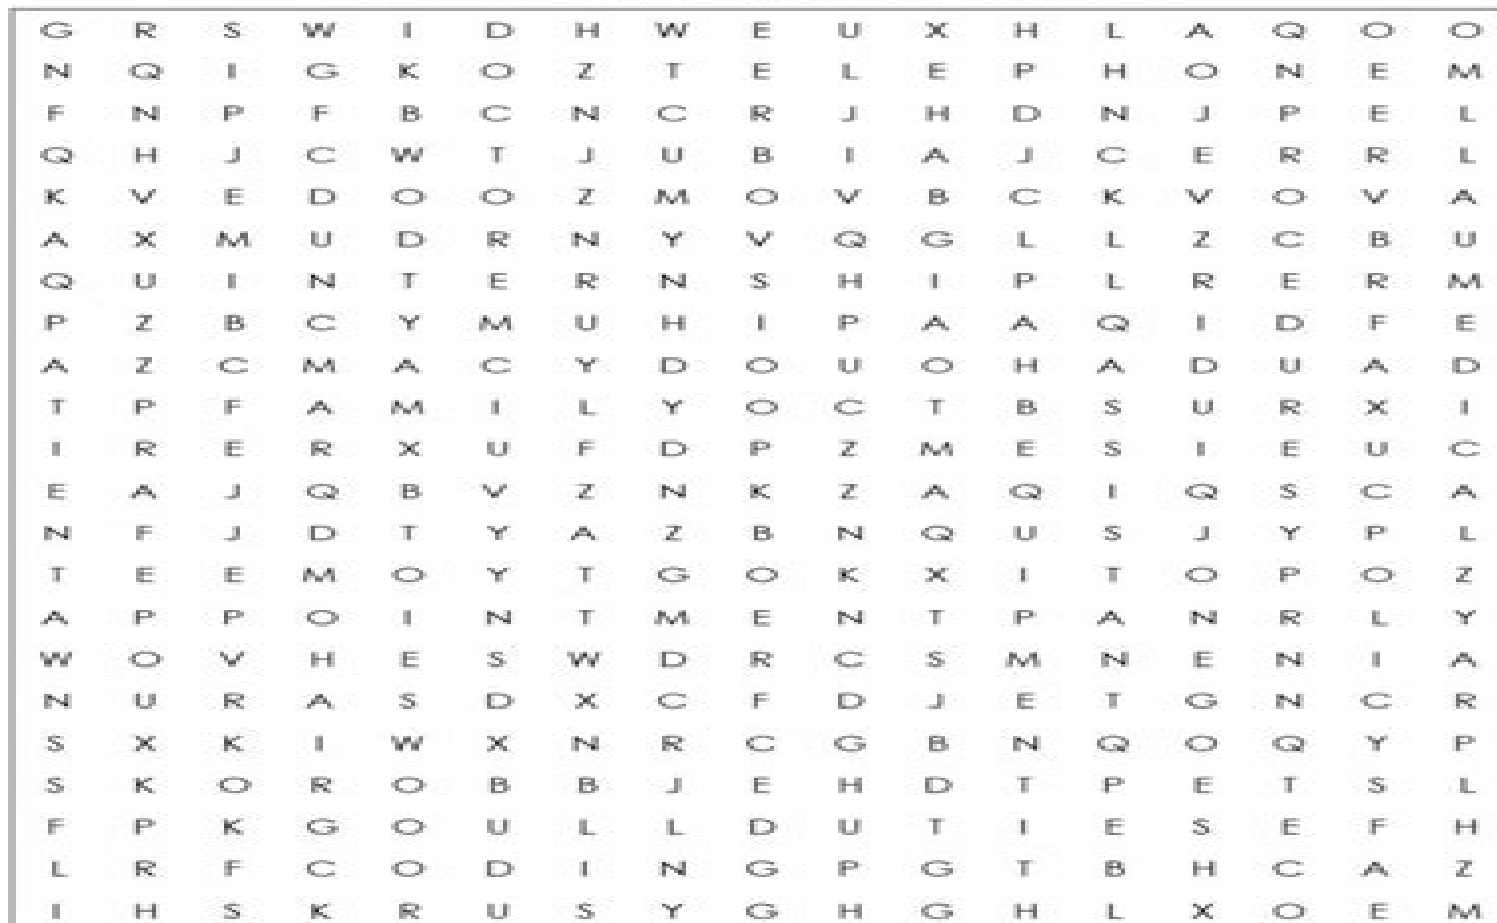 G R S W I D H W E U X H L A Q O O
N Q I G K O Z T E L E P H O N E M
F N P F B C N C R J H D N J P E L
Q H J C W T J U B I A J C E R R L
K V E D O O Z M O V B C K V O V A
A X M U D R N Y V Q G L L Z C B U
Q U I N T E R N S H I P L R E R M
P Z B C Y M U H I P A A Q I D F E
A Z C M A C Y D O U O H A D U A D
T P F A M I L Y O C T B S U R X I
I R E R X U F D P Z M E S I E U C
E A J Q B V Z N K Z A Q I Q S C A
N F J D T Y A Z B N Q U S J Y P L
T E E M O Y T G O K X I T O P O Z
A P P O I N T M E N T P A N R L Y
W O V H E S W D R C S M N E N I A
N U R A S D X C F D J E T G N C R
S X K I W X N R C G B N Q O Q Y P
S K O R O B B J E H D T P E T S L
F P K G O U L L D U T I E S E F H
L R F C O D I N G P G T B H C A Z
I H S K R U S Y G H G H L X O E M